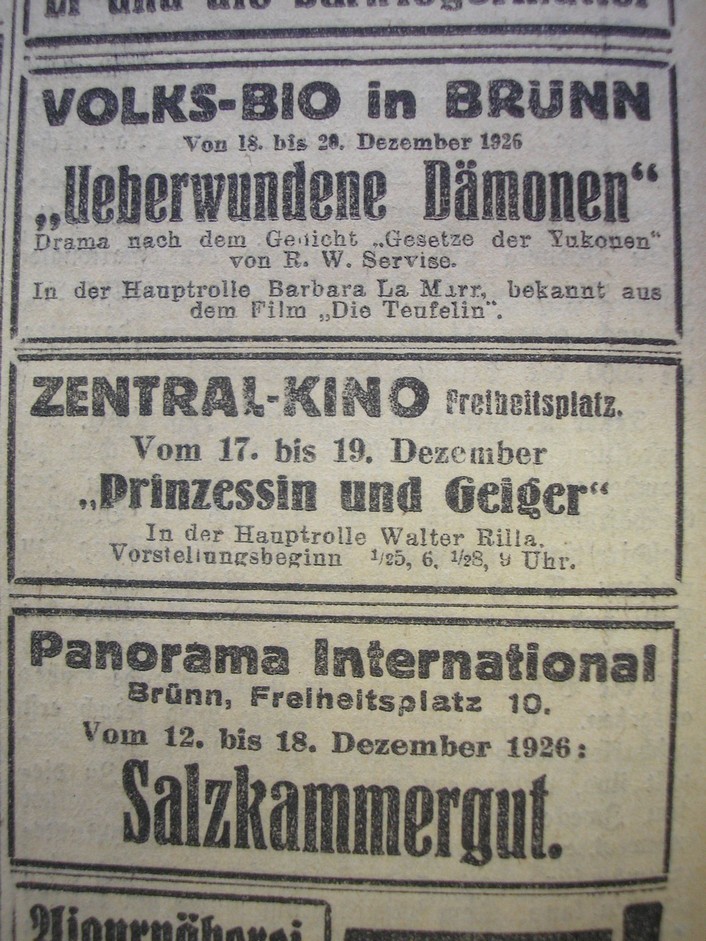 Er und die
VOLKS-BIO in BRÜNN
Von 18. bis 20. Dezember 1926
„Ueberwundene Dämonen“
Drama nach dem Gedicht „Gesetze der Yukonen“
von R. W. Servise.
In der Hauptrolle Barbara La Marr, bekannt aus
dem Film „Die Teufelin“.
ZENTRAL-KINO Freiheitsplatz.
Vom 17. bis 19. Dezember
„Prinzessin und Geiger“
In der Hauptrolle Walter Rilla.
Vorstellungsbeginn 1/25, 6, 1/28, 9 Uhr.
Panorama International
Brünn, Freiheitsplatz 10.
Vom 12. bis 18. Dezember 1926:
Salzkammergut.